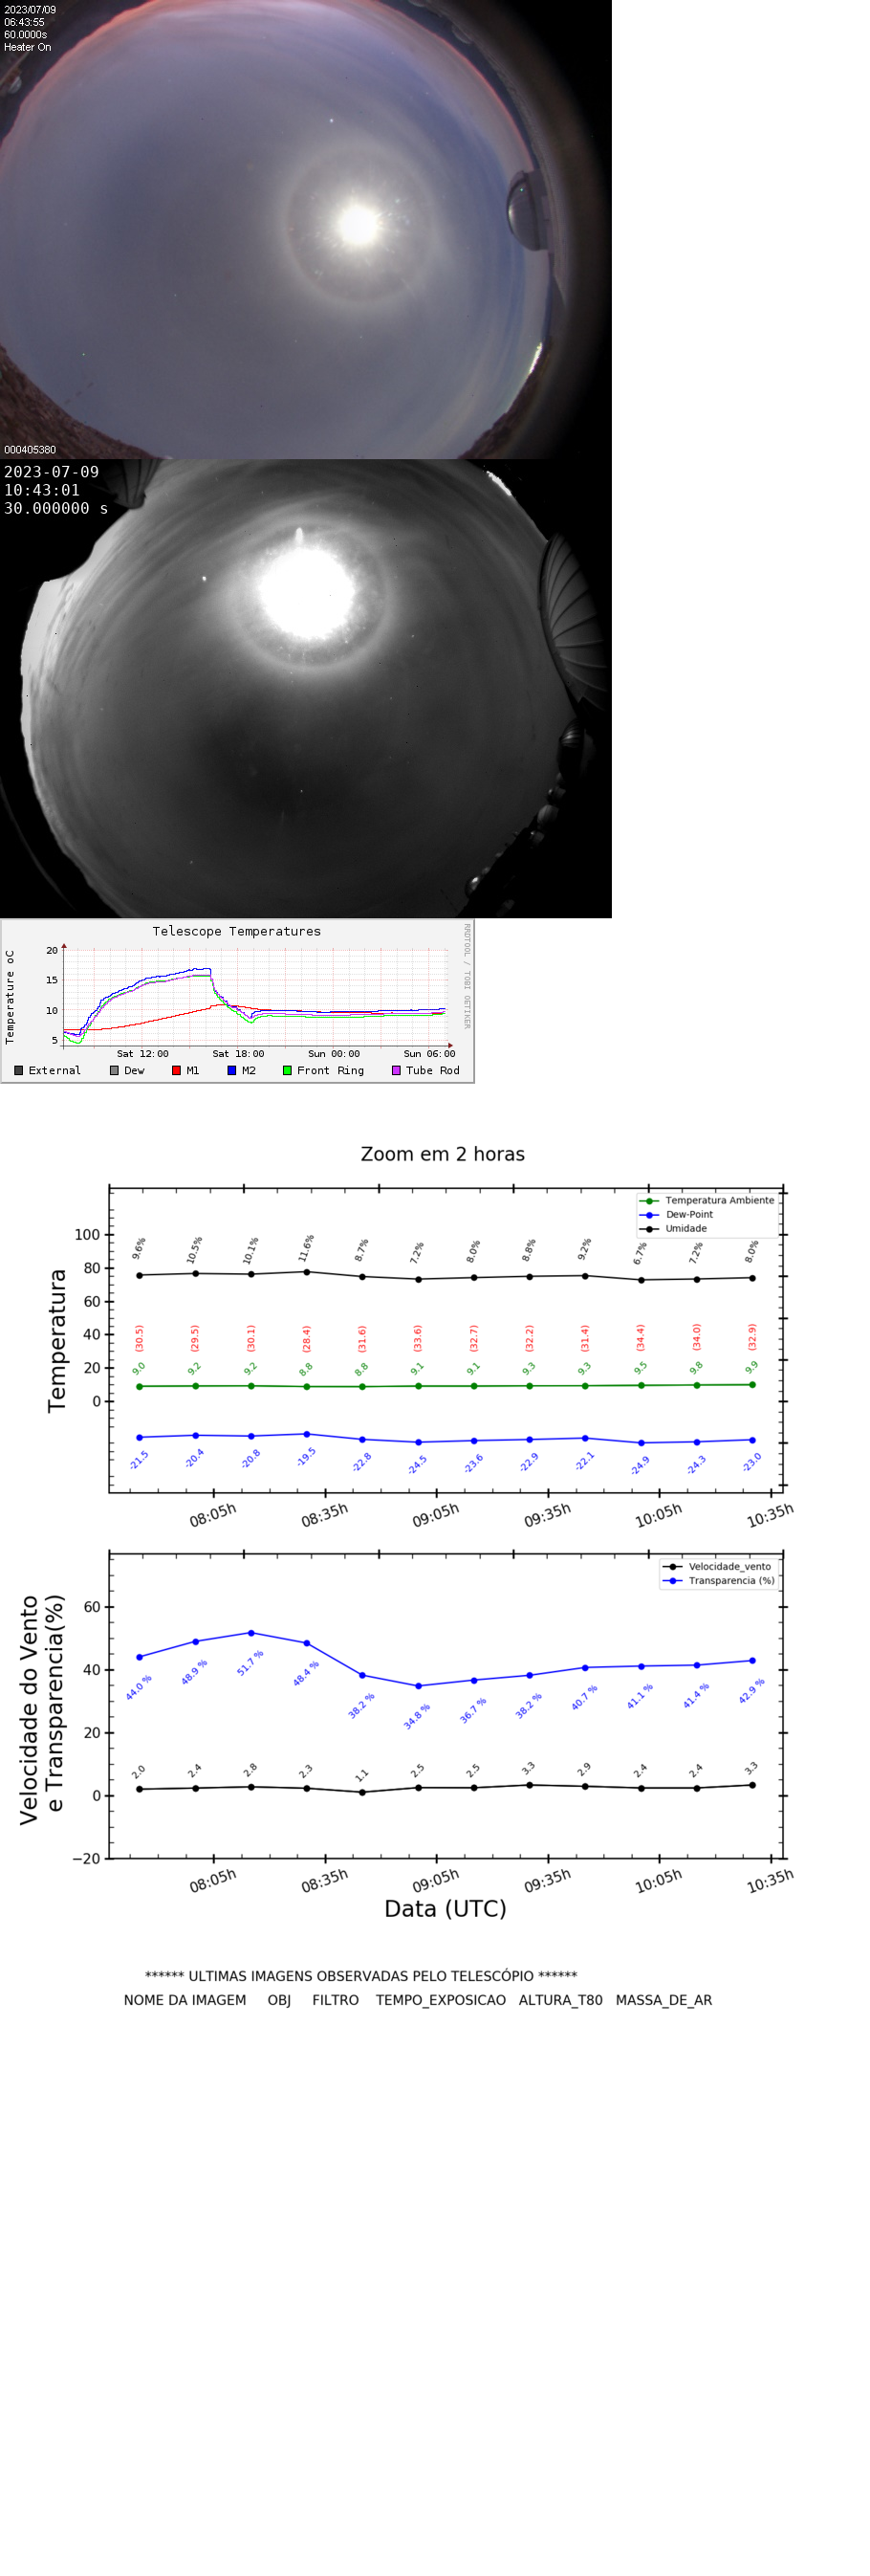 2023/07/09
06:43:55
60.0000s
Heater On
000405380
2023-07-09
10:43:01
30.000000 s
Telescope Temperatures
RRDTOOL / TOBI OETIKER
Temperature oC
20
15
10
5
Sat 12:00 Sat 18:00 Sun 00:00 Sun 06:00
External Dew M1 M2 Front Ring Tube Rod
Zoom em 2 horas
Temperatura
100
80
60
40
20
0
Temperatura Ambiente
Dew-Point
Umidade
9.6% 10.5% 10.1% 11.6% 8.7% 7.2% 8.0% 8.8% 9.2% 6.7% 7.2% 8.0%
(30.5) (29.5) (30.1) (28.4) (31.6) (33.6) (32.7) (32.2) (31.4) (34.4) (34.0) (32.9)
9.0 9.2 9.2 8.8 8.8 9.1 9.1 9.3 9.3 9.5 9.8 9.9
-21.5 -20.4 -20.8 -19.5 -22.8 -24.5 -23.6 -22.9 -22.1 -24.9 -24.3 -23.0
08:05h 08:35h 09:05h 09:35h 10:05h 10:35h
Velocidade do Vento
e Transparencia(%)
60
40
20
0
−20
Velocidade_vento
Transparencia (%)
44.0 % 48.9 % 51.7 % 48.4 % 38.2 % 34.8 % 36.7 % 38.2 % 40.7 % 41.1 % 41.4 % 42.9 %
2.0 2.4 2.8 2.3 1.1 2.5 2.5 3.3 2.9 2.4 2.4 3.3
08:05h 08:35h 09:05h 09:35h 10:05h 10:35h
Data (UTC)
****** ULTIMAS IMAGENS OBSERVADAS PELO TELESCÓPIO ******
NOME DA IMAGEM OBJ FILTRO TEMPO_EXPOSICAO ALTURA_T80 MASSA_DE_AR